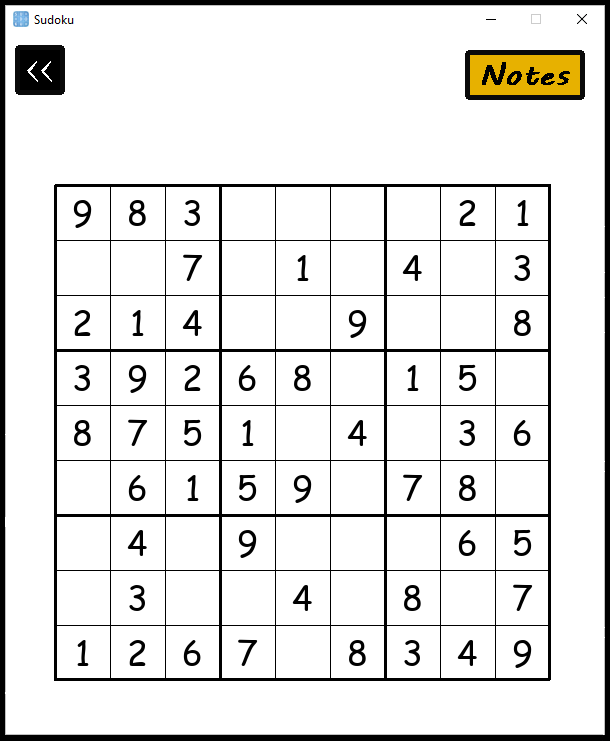 Sudoku
<< Notes
9 8 3 2 1
7 1 4 3
2 1 4 9 8
3 9 2 6 8 1 5
8 7 5 1 4 3 6
6 1 5 9 7 8
4 9 6 5
3 4 8 7
1 2 6 7 8 3 4 9